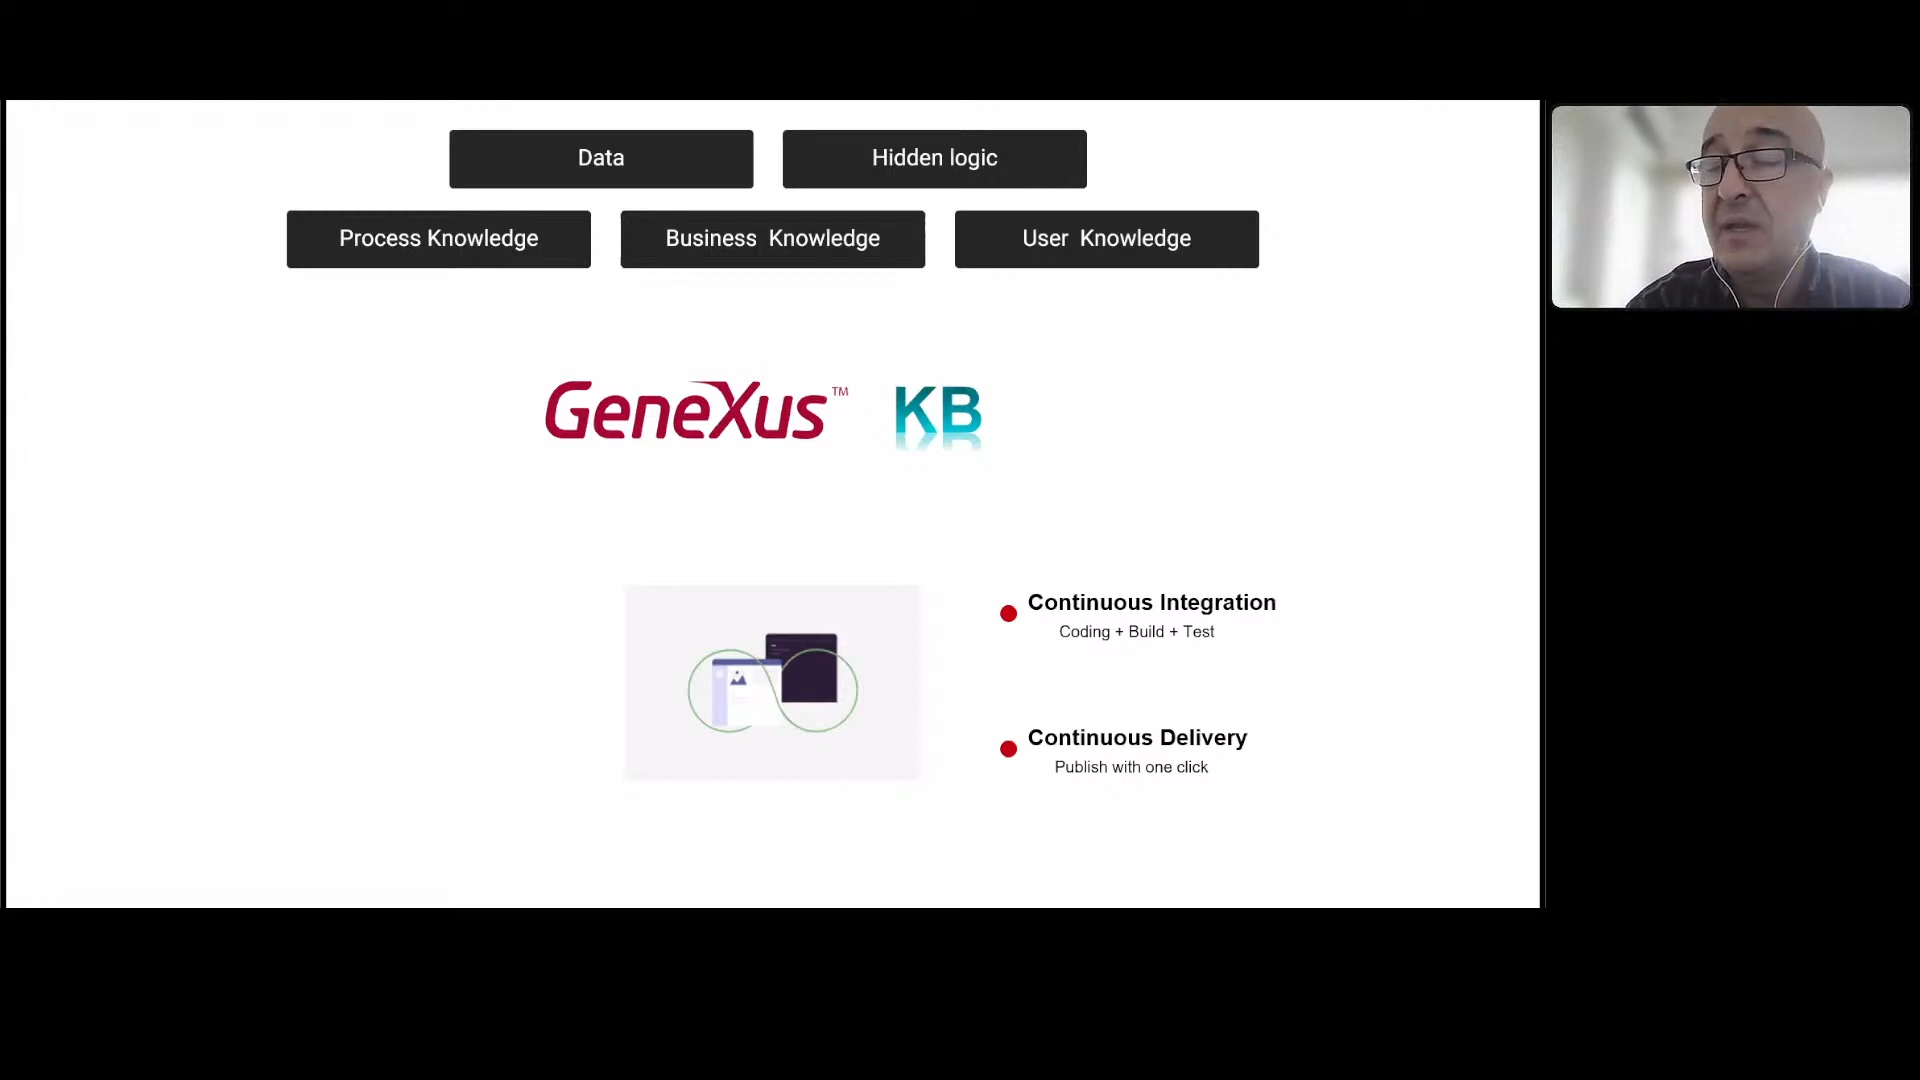 Data
Hidden logic
Process Knowledge
Business Knowledge
User Knowledge
GeneXus™
KB
Continuous Integration
Coding + Build + Test
Continuous Delivery
Publish with one click